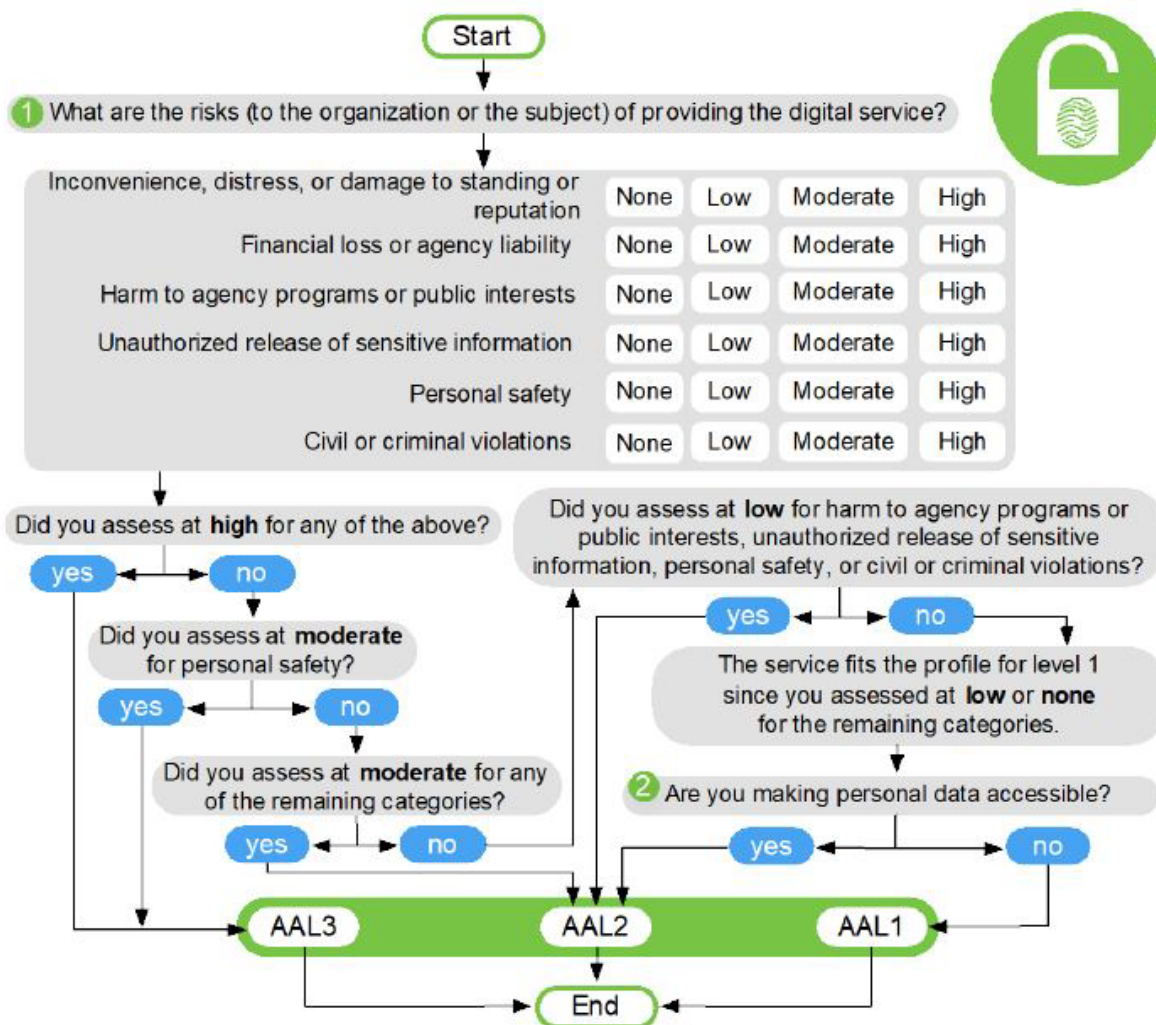 Start
1 What are the risks (to the organization or the subject) of providing the digital service?
Inconvenience, distress, or damage to standing or
reputation
None Low Moderate High
Financial loss or agency liability None Low Moderate High
Harm to agency programs or public interests None Low Moderate High
Unauthorized release of sensitive information None Low Moderate High
Personal safety None Low Moderate High
Civil or criminal violations None Low Moderate High
Did you assess at high for any of the above?
yes no
Did you assess at moderate
for personal safety?
yes no
Did you assess at moderate for any
of the remaining categories?
yes no
Did you assess at low for harm to agency programs or
public interests, unauthorized release of sensitive
information, personal safety, or civil or criminal violations?
yes no
The service fits the profile for level 1
since you assessed at low or none
for the remaining categories.
2 Are you making personal data accessible?
yes no
AAL3 AAL2 AAL1
End